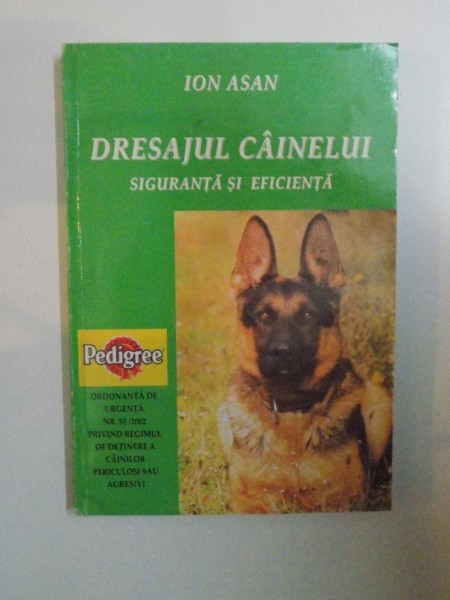 ION ASAN
DRESAJUL CÂINELUI
SIGURANȚĂ ȘI EFICIENȚĂ
Pedigree
ORDONANȚĂ DE
URGENȚĂ
NR. 55/2002
PRIVIND REGIMUL
DE DEȚINERE A
CÂINILOR
PERICULOȘI SAU
AGRESIVI